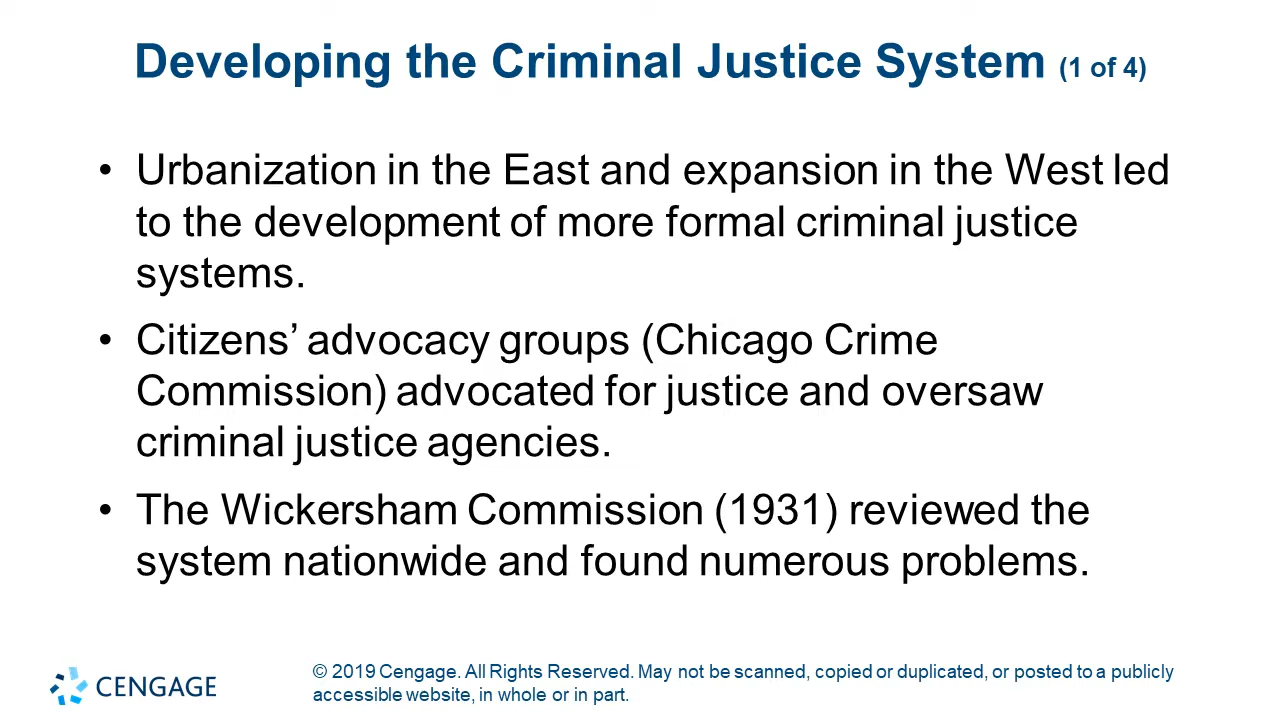 Developing the Criminal Justice System (1 of 4)
• Urbanization in the East and expansion in the West led
to the development of more formal criminal justice
systems.
• Citizens’ advocacy groups (Chicago Crime
Commission) advocated for justice and oversaw
criminal justice agencies.
• The Wickersham Commission (1931) reviewed the
system nationwide and found numerous problems.
CENGAGE
© 2019 Cengage. All Rights Reserved. May not be scanned, copied or duplicated, or posted to a publicly
accessible website, in whole or in part.